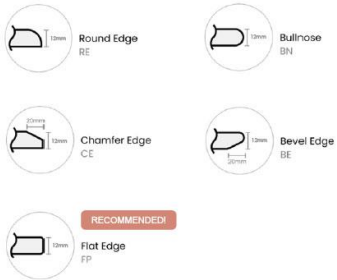 12mm
Round Edge
RE
12mm
Bullnose
BN
20mm
12mm
Chamfer Edge
CE
12mm
20mm
Bevel Edge
BE
RECOMMENDED!
12mm
Flat Edge
FP